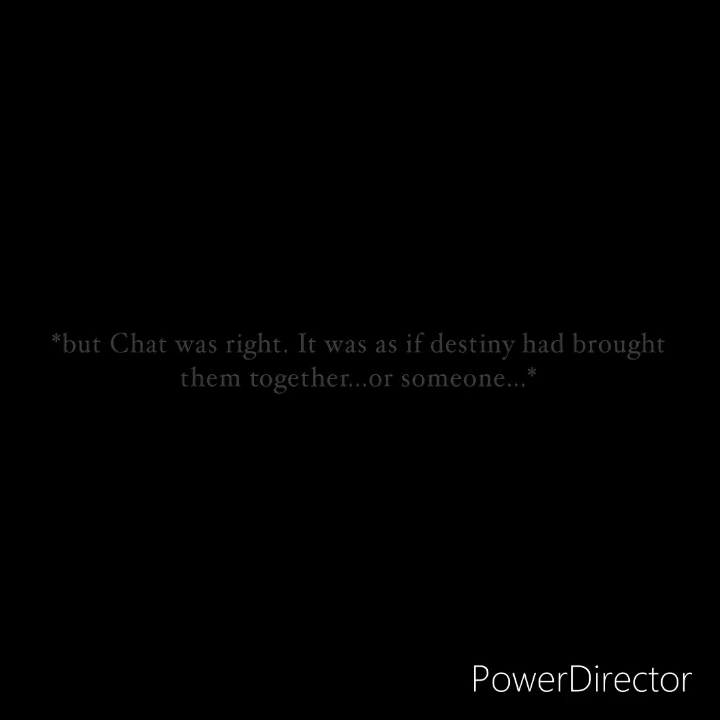 *but Chat was right. It was as if destiny had brought
them together...or someone...*
PowerDirector